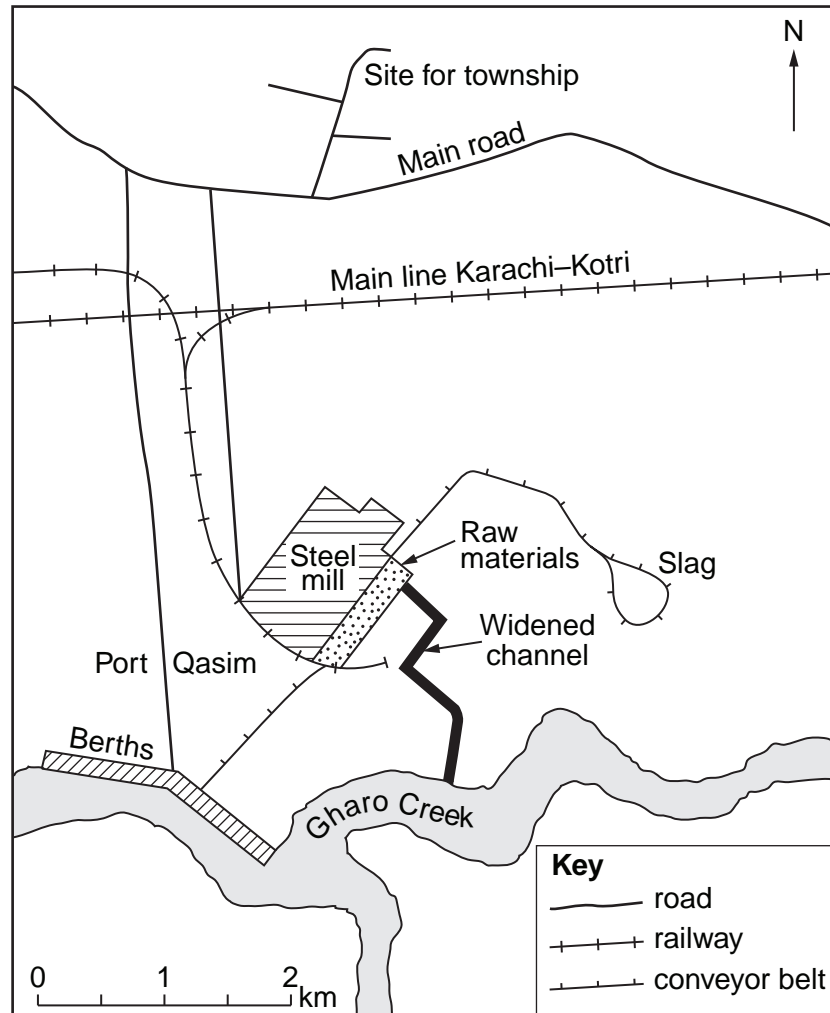 N
Site for township
Main road
Main line Karachi–Kotri
Steel
mill
Raw
materials
Slag
Widened
channel
Port Qasim
Berths
Gharo Creek
Key
road
railway
conveyor belt
0 1 2
km